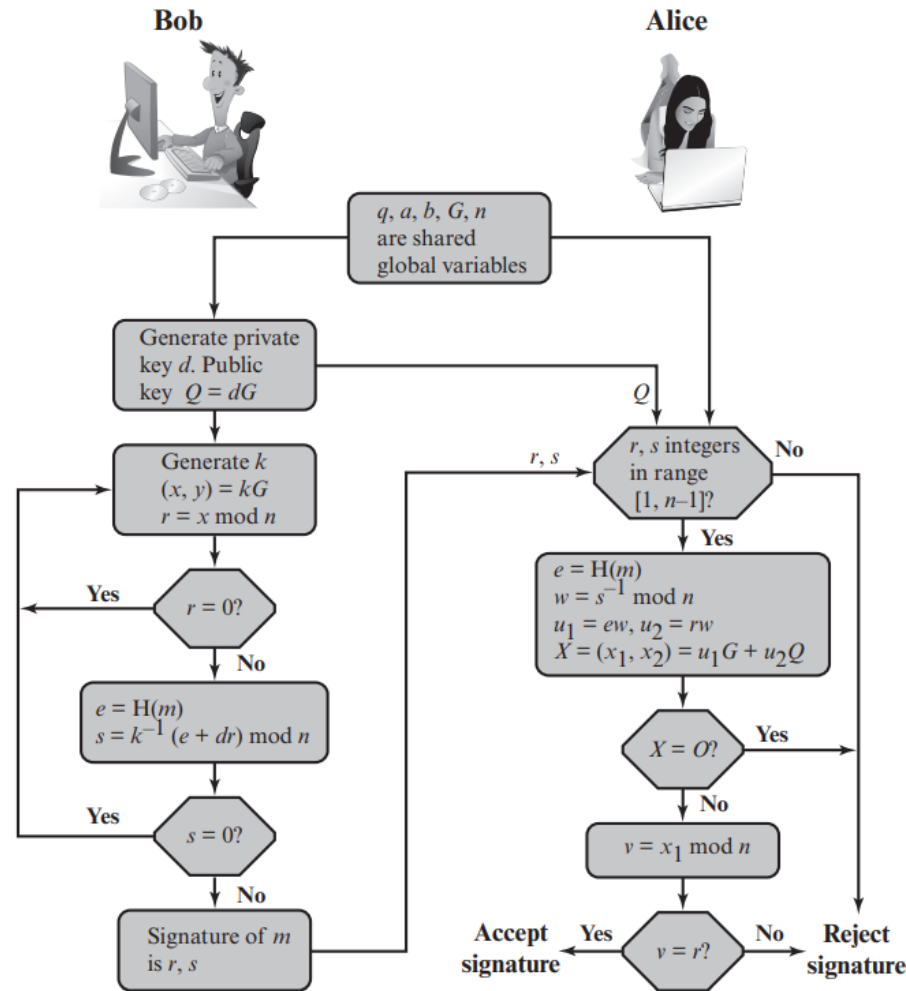 Bob
Alice
q, a, b, G, n
are shared
global variables
Generate private
key d. Public
key Q = dG
Q
Generate k
(x, y) = kG
r = x mod n
Yes
r = 0?
No
e = H(m)
s = k⁻¹ (e + dr) mod n
Yes
s = 0?
No
Signature of m
is r, s
r, s
r, s integers
in range
[1, n–1]?
No
Yes
e = H(m)
w = s⁻¹ mod n
u₁ = ew, u₂ = rw
X = (x₁, x₂) = u₁G + u₂Q
X = O?
Yes
No
v = x₁ mod n
v = r?
Yes
Accept
signature
No
Reject
signature